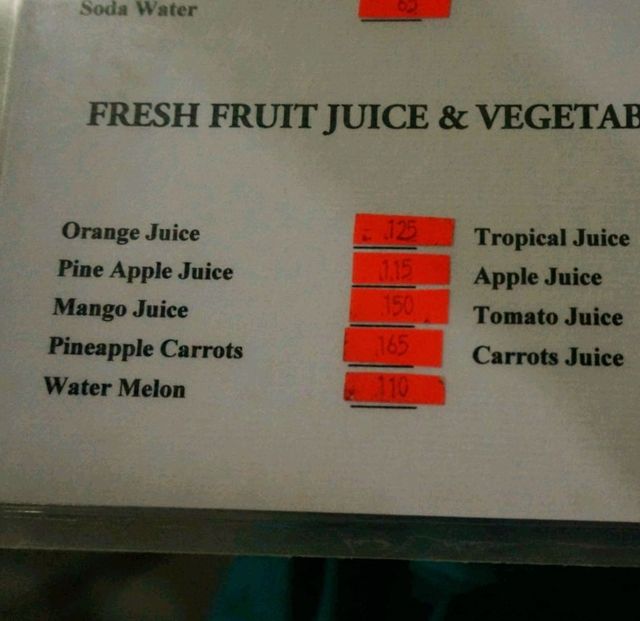 Soda Water 65
FRESH FRUIT JUICE & VEGETAB
Orange Juice 125 Tropical Juice
Pine Apple Juice 115 Apple Juice
Mango Juice 150 Tomato Juice
Pineapple Carrots 165 Carrots Juice
Water Melon 110